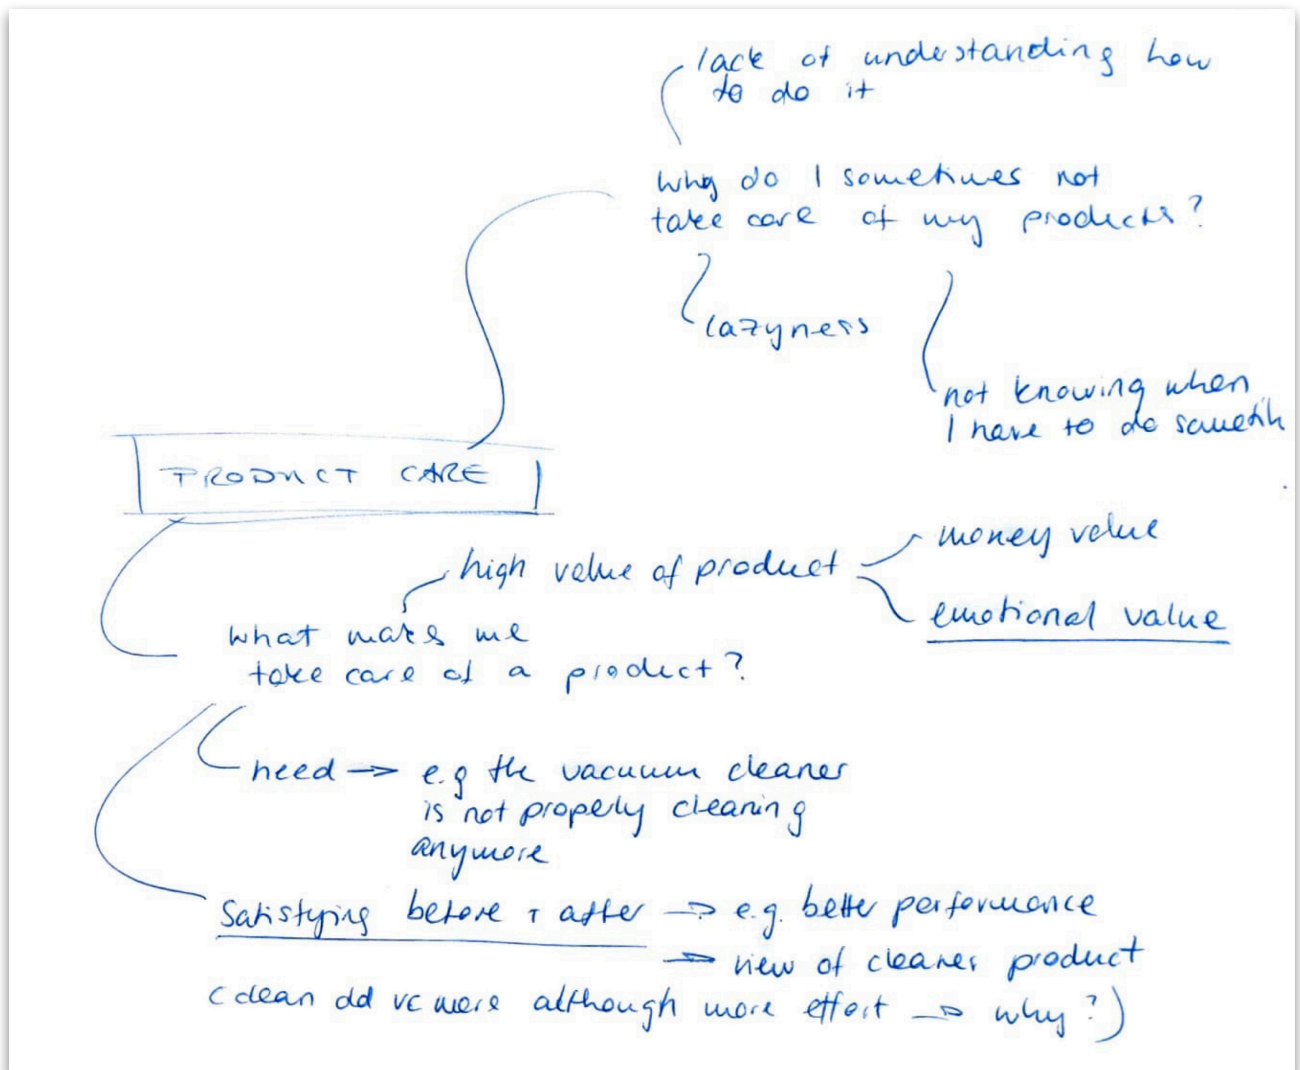 lack of understanding how
to do it
why do I sometimes not
take care of my products?
lazyness
not knowing when
I have to do someth
PRODUCT CARE
high value of product
money value
emotional value
what makes me
take care of a product?
need → e.g the vacuum cleaner
is not properly cleaning
anymore
Satisfying before + after → e.g. better performance
→ view of cleaner product
(clean old vc more although more effort → why?)